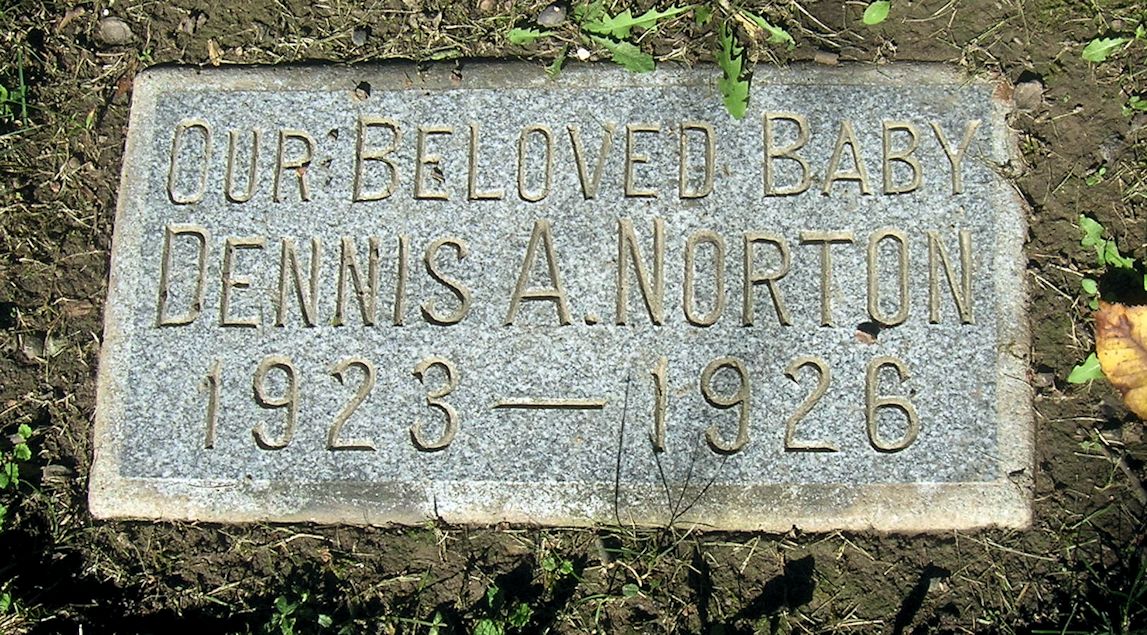 OUR BELOVED BABY
DENNIS A. NORTON
1923 — 1926